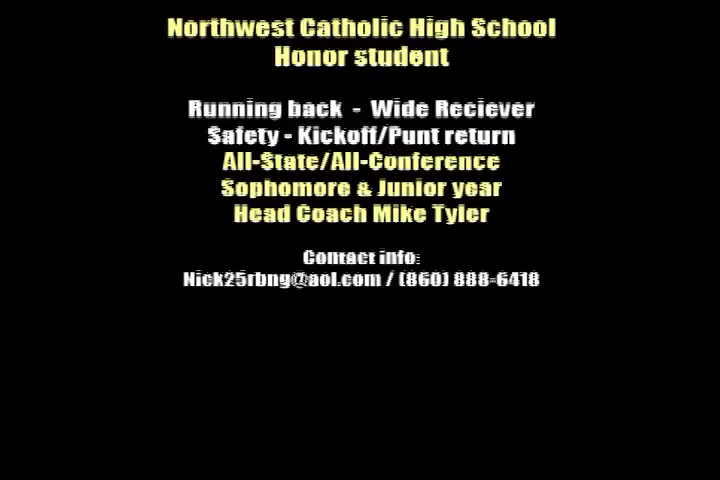 Northwest Catholic High School
Honor student
Running back - Wide Reciever
Safety - Kickoff/Punt return
All-State/All-Conference
Sophomore & Junior year
Head Coach Mike Tyler
Contact info:
Nick25rbng@aol.com / (860) 888-6418